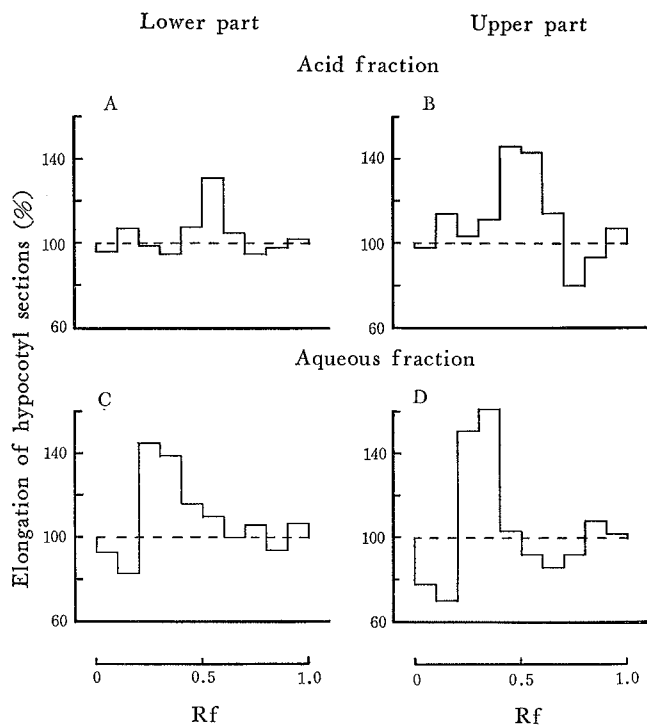 Lower part Upper part
Acid fraction
A B
140 140
100 100
60 60
Aqueous fraction
C D
140 140
100 100
60 60
Elongation of hypocotyl sections (%)
0 0.5 1.0 0 0.5 1.0
Rf Rf